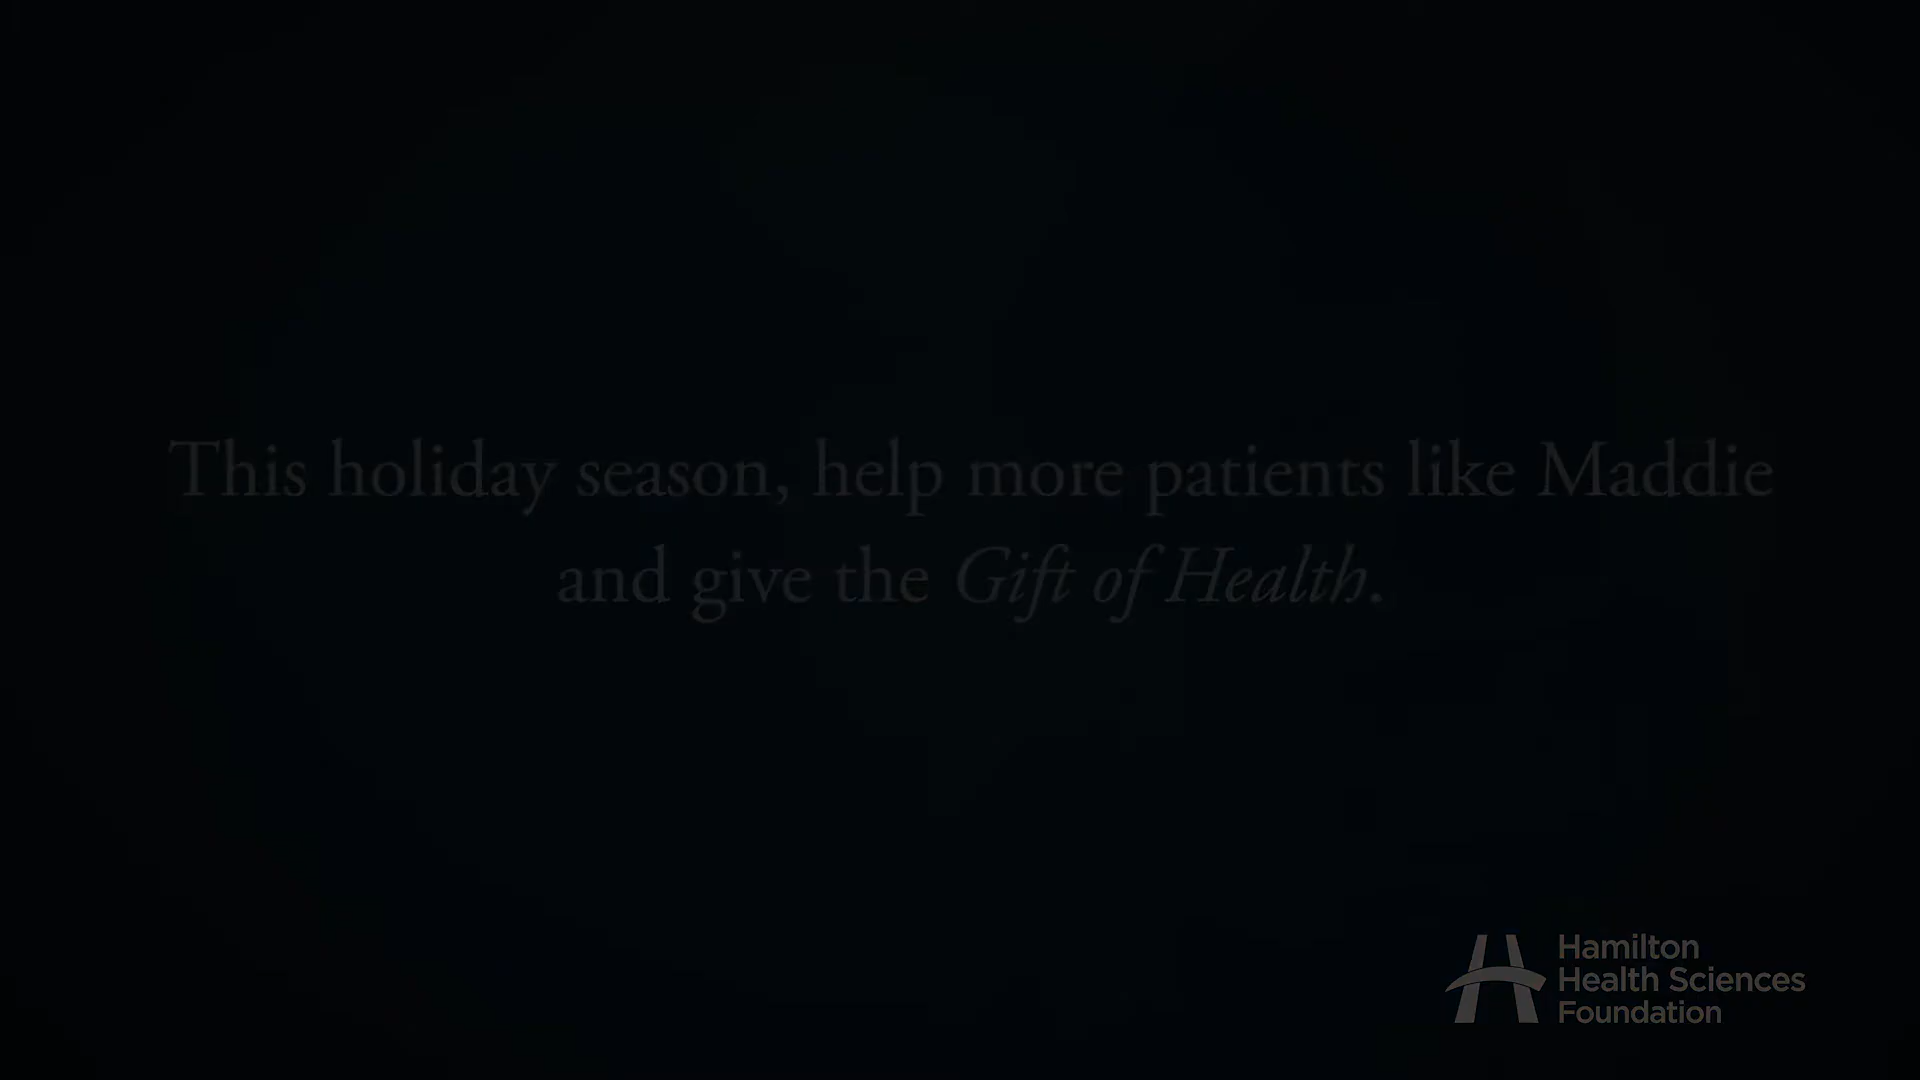 This holiday season, help more patients like Maddie
and give the Gift of Health.
Hamilton
Health Sciences
Foundation